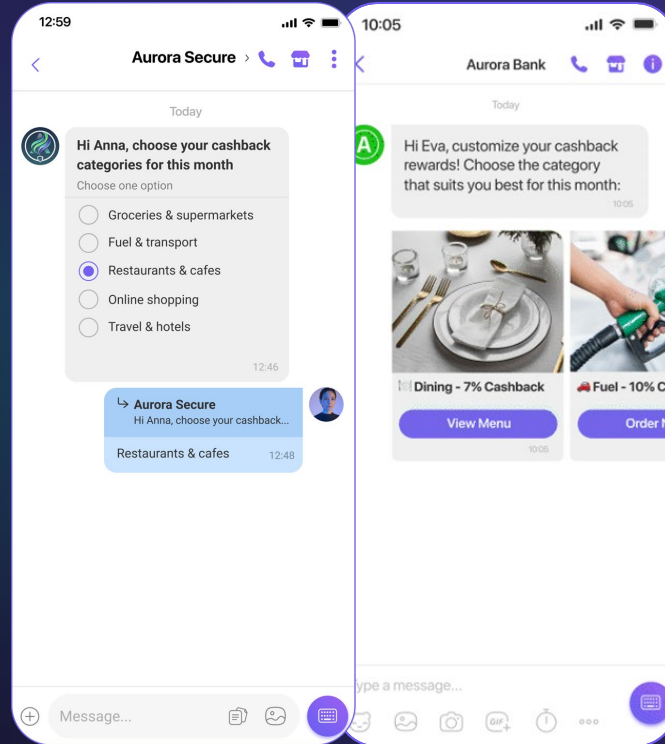 12:59
Aurora Secure
Today
Hi Anna, choose your cashback
categories for this month
Choose one option
Groceries & supermarkets
Fuel & transport
Restaurants & cafes
Online shopping
Travel & hotels
12:46
Aurora Secure
Hi Anna, choose your cashback...
Restaurants & cafes
12:48
Message...
10:05
Aurora Bank
Today
A
Hi Eva, customize your cashback
rewards! Choose the category
that suits you best for this month:
10:05
Dining - 7% Cashback
View Menu
10:05
Fuel - 10% C
Order
ype a message...
GIF